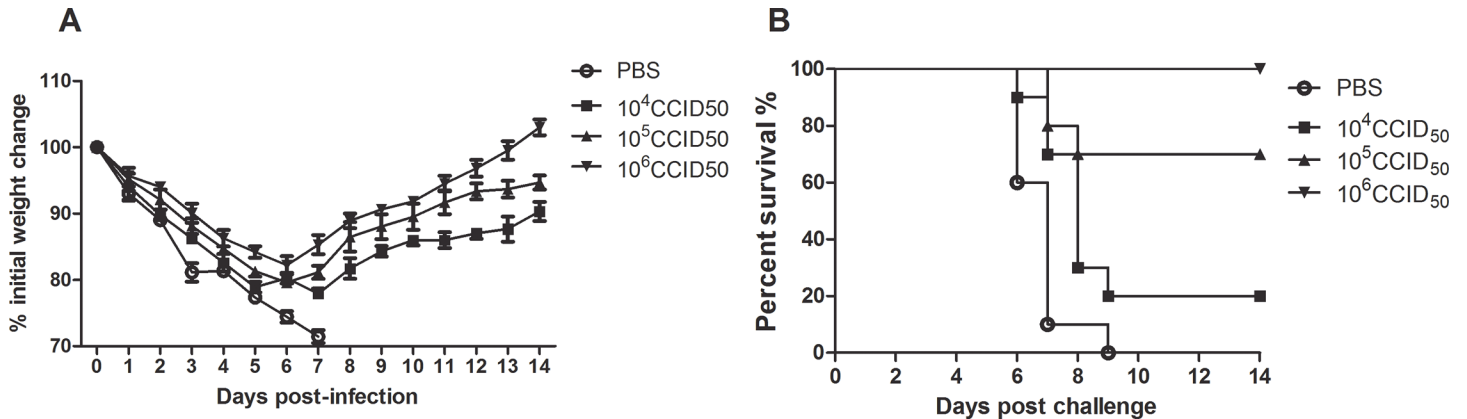 A
% initial weight change
110
100
90
80
70
0 1 2 3 4 5 6 7 8 9 10 11 12 13 14
Days post-infection
PBS
10⁴CCID50
10⁵CCID50
10⁶CCID50
B
Percent survival %
100
80
60
40
20
0
0 2 4 6 8 10 12 14
Days post challenge
PBS
10⁴CCID₅₀
10⁵CCID₅₀
10⁶CCID₅₀